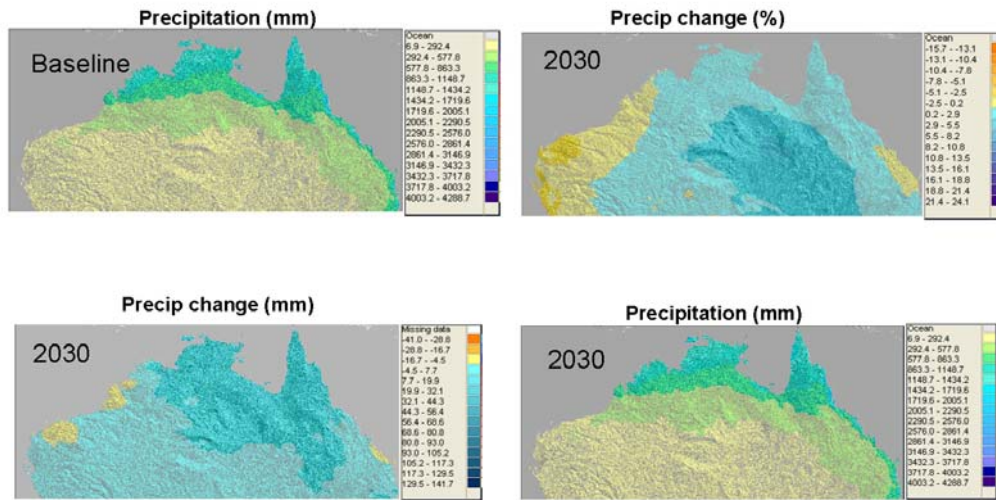 Precipitation (mm)
Baseline
Ocean
6.9 - 292.4
292.4 - 577.8
577.8 - 863.3
863.3 - 1148.7
1148.7 - 1434.2
1434.2 - 1719.6
1719.6 - 2005.1
2005.1 - 2290.5
2290.5 - 2576.0
2576.0 - 2861.4
2861.4 - 3146.9
3146.9 - 3432.3
3432.3 - 3717.8
3717.8 - 4003.2
4003.2 - 4288.7
Precip change (%)
2030
Ocean
-15.7 - -13.1
-13.1 - -10.4
-10.4 - -7.8
-7.8 - -5.1
-5.1 - -2.5
-2.5 - 0.2
0.2 - 2.9
2.9 - 5.5
5.5 - 8.2
8.2 - 10.8
10.8 - 13.5
13.5 - 16.1
16.1 - 18.8
18.8 - 21.4
21.4 - 24.1
Precip change (mm)
2030
Missing data
-41.0 - -28.8
-28.8 - -16.7
-16.7 - -4.5
-4.5 - 7.7
7.7 - 19.9
19.9 - 32.1
32.1 - 44.3
44.3 - 56.4
56.4 - 68.6
68.6 - 80.8
80.8 - 93.0
93.0 - 105.2
105.2 - 117.3
117.3 - 129.5
129.5 - 141.7
Precipitation (mm)
2030
Ocean
6.9 - 292.4
292.4 - 577.8
577.8 - 863.3
863.3 - 1148.7
1148.7 - 1434.2
1434.2 - 1719.6
1719.6 - 2005.1
2005.1 - 2290.5
2290.5 - 2576.0
2576.0 - 2861.4
2861.4 - 3146.9
3146.9 - 3432.3
3432.3 - 3717.8
3717.8 - 4003.2
4003.2 - 4288.7